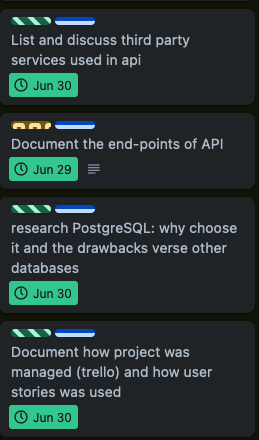 List and discuss third party
services used in api
Jun 30
Document the end-points of API
Jun 29
research PostgreSQL: why choose
it and the drawbacks verse other
databases
Jun 30
Document how project was
managed (trello) and how user
stories was used
Jun 30